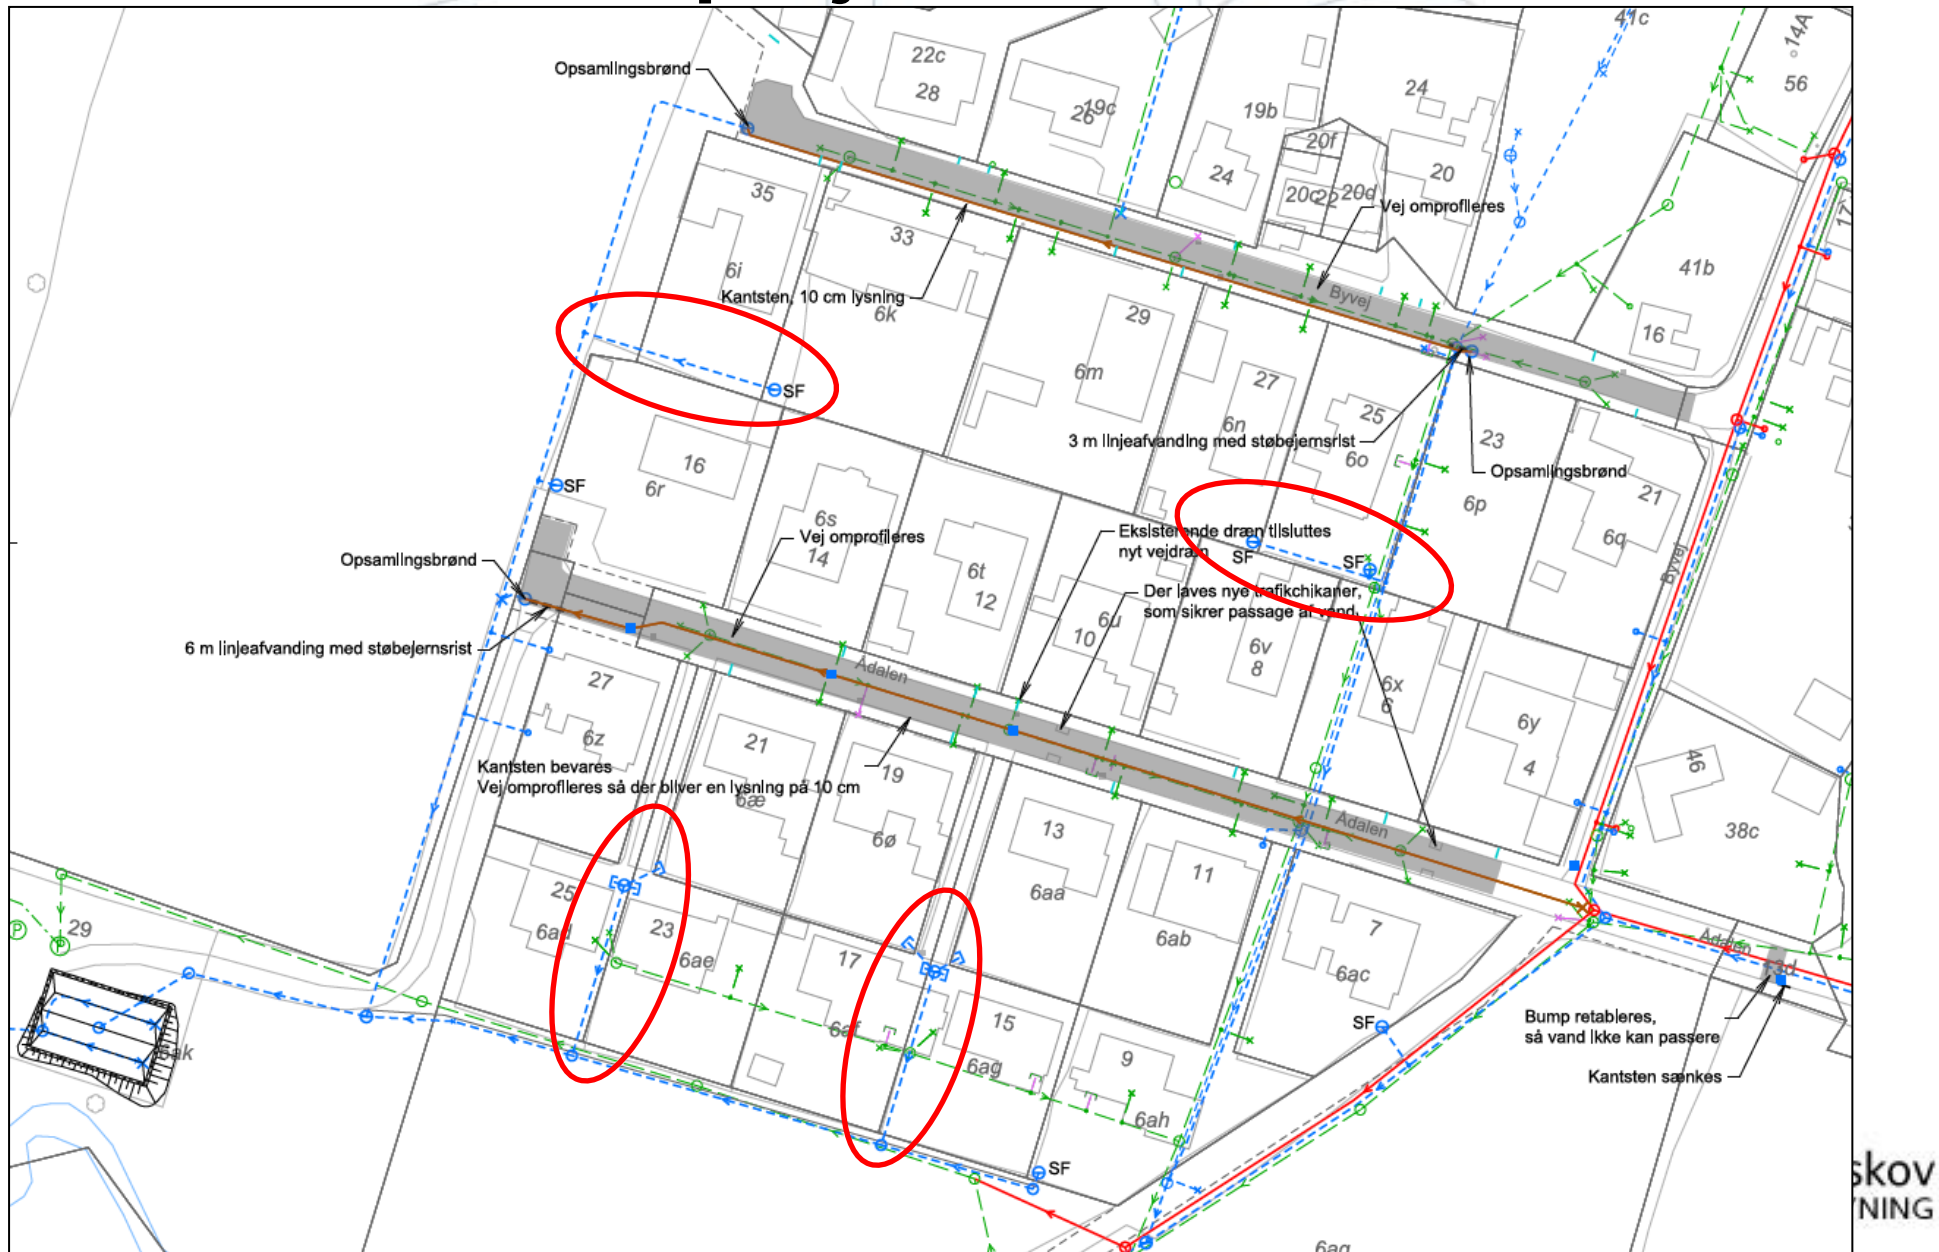 41c
14A
56
22c
28
19c
26
19b
24
24
20f
20
20c
22
20d
Opsamlingsbrønd
Vej omprofileres
35
33
6i
6k
Kantsten, 10 cm lysning
29
6m
Byvej
41b
16
17
27
6n
25
6o
23
6p
21
6q
3 m linjeafvanding med støbejernsrist
Opsamlingsbrønd
SF
16
6r
SF
6s
14
Vej omprofileres
Eksisterende dræn tilsluttes
nyt vejdræn
SF
SF
Byvej
Opsamlingsbrønd
6t
12
Der laves nye trafikchikaner,
som sikrer passage af vand.
6u
10
6v
8
6x
6
6y
4
6 m linjeafvanding med støbejernsrist
Ådalen
27
6z
21
19
Kantsten bevares
Vej omprofileres så der bliver en lysning på 10 cm
6æ
6ø
13
6aa
11
6ab
Ådalen
46
38c
25
6ad
23
6ae
17
6af
15
6ag
9
6ah
7
6ac
Ådalen
13d
P
P
29
6ak
SF
SF
Bump retableres,
så vand ikke kan passere
Kantsten sænkes
6aq
skov
YNING